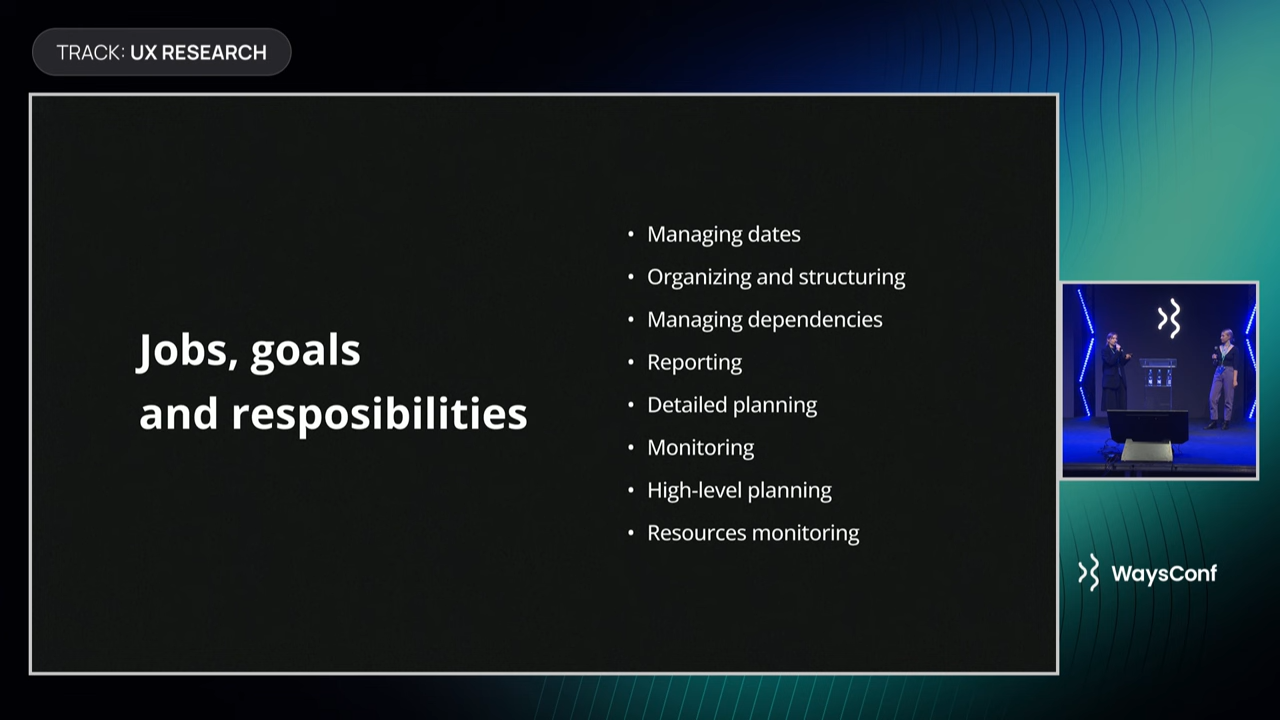 TRACK: UX RESEARCH
Jobs, goals
and resposibilities
• Managing dates
• Organizing and structuring
• Managing dependencies
• Reporting
• Detailed planning
• Monitoring
• High-level planning
• Resources monitoring
WaysConf